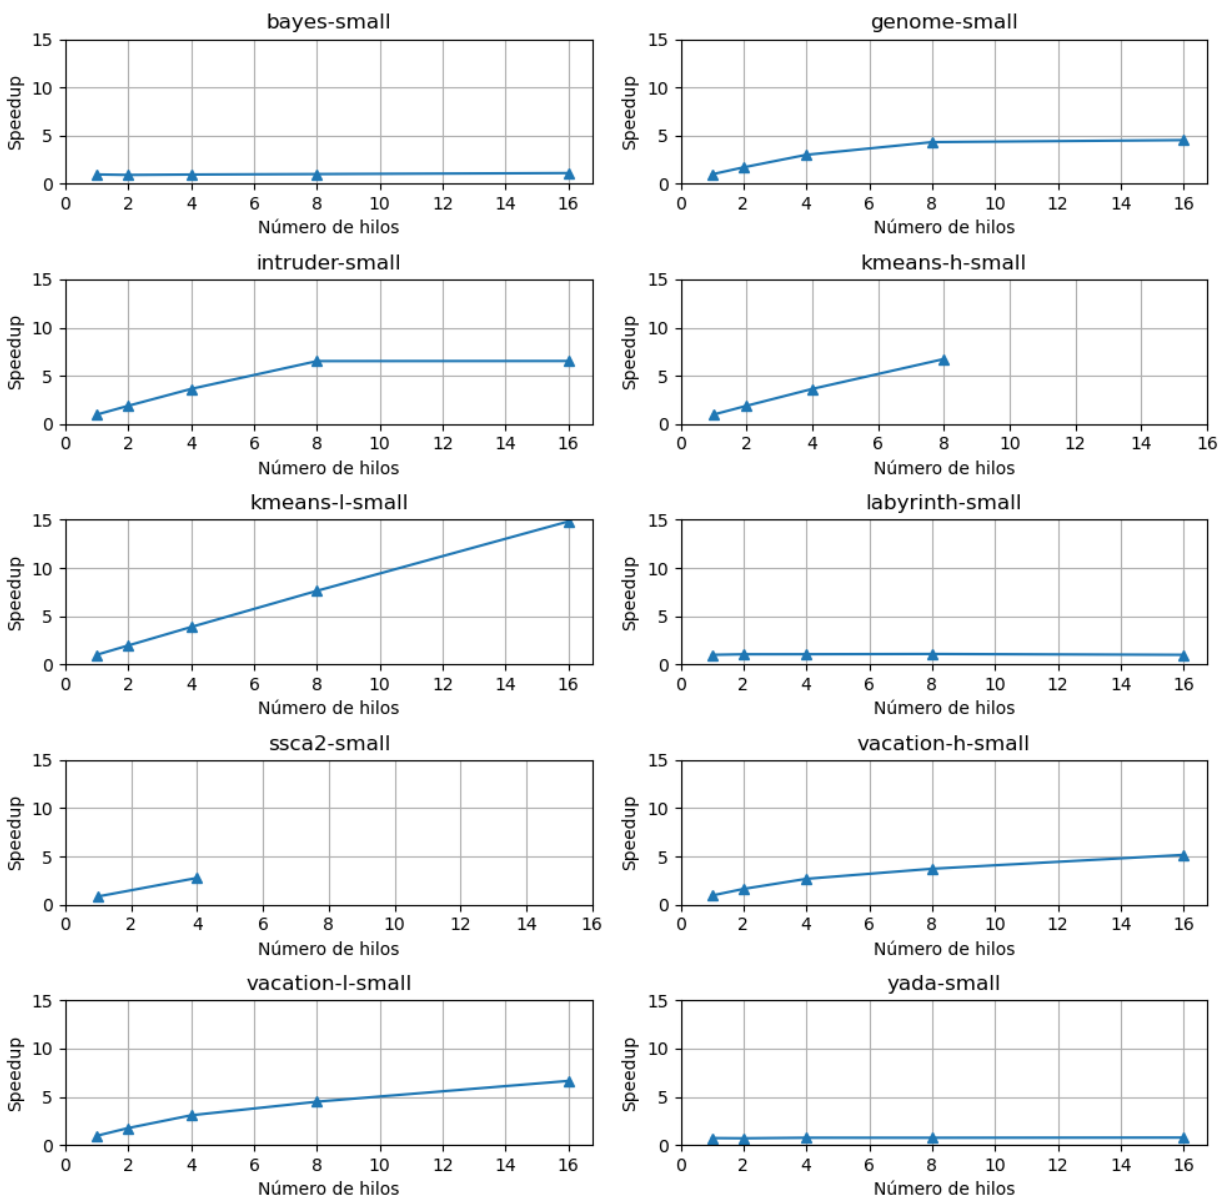 bayes-small
15
10
5
0
Speedup
0 2 4 6 8 10 12 14 16
Número de hilos
genome-small
15
10
5
0
Speedup
0 2 4 6 8 10 12 14 16
Número de hilos
intruder-small
15
10
5
0
Speedup
0 2 4 6 8 10 12 14 16
Número de hilos
kmeans-h-small
15
10
5
0
Speedup
0 2 4 6 8 10 12 14 16
Número de hilos
kmeans-l-small
15
10
5
0
Speedup
0 2 4 6 8 10 12 14 16
Número de hilos
labyrinth-small
15
10
5
0
Speedup
0 2 4 6 8 10 12 14 16
Número de hilos
ssca2-small
15
10
5
0
Speedup
0 2 4 6 8 10 12 14 16
Número de hilos
vacation-h-small
15
10
5
0
Speedup
0 2 4 6 8 10 12 14 16
Número de hilos
vacation-l-small
15
10
5
0
Speedup
0 2 4 6 8 10 12 14 16
Número de hilos
yada-small
15
10
5
0
Speedup
0 2 4 6 8 10 12 14 16
Número de hilos